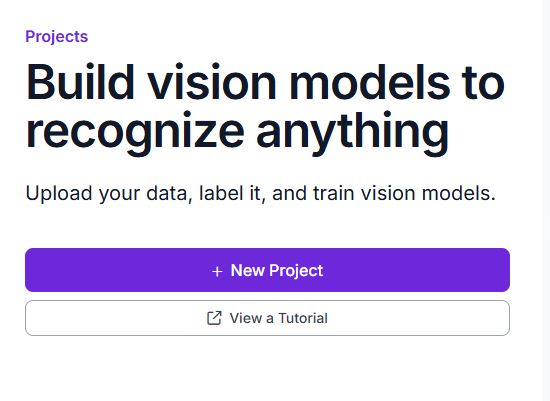 Projects
Build vision models to
recognize anything
Upload your data, label it, and train vision models.
+ New Project
View a Tutorial